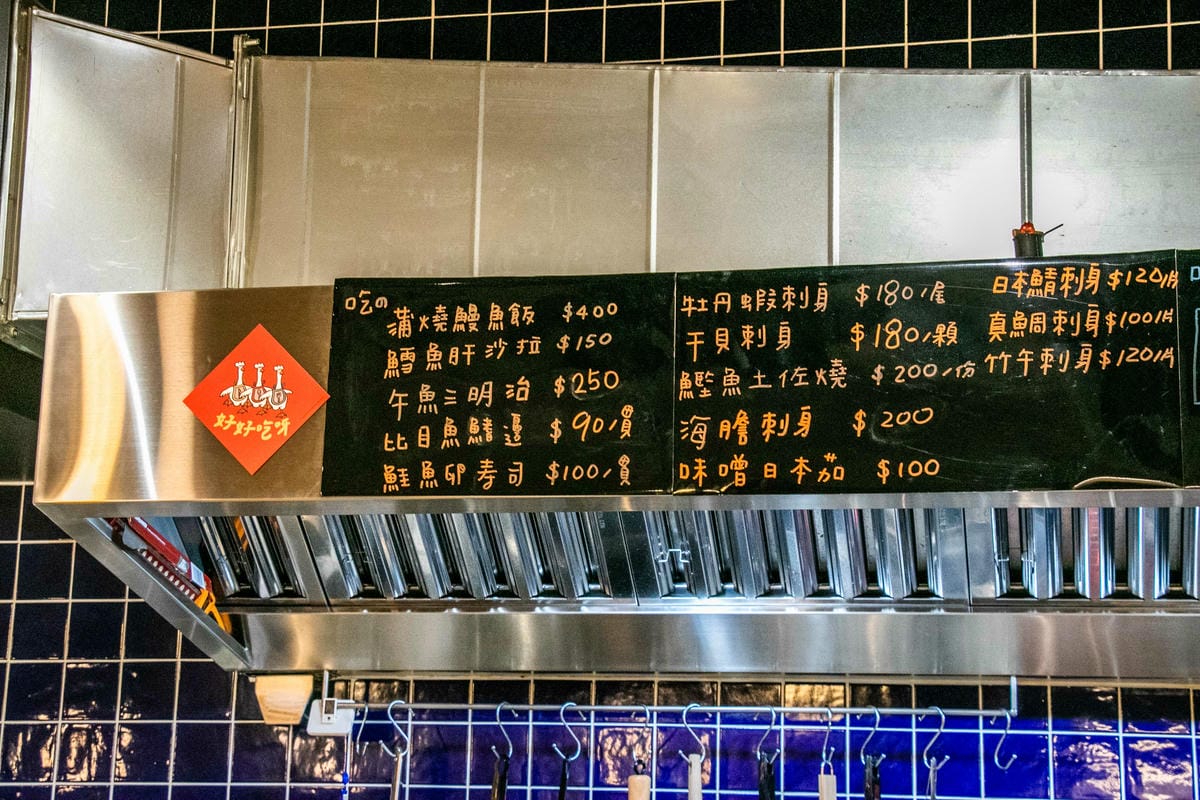 好好吃呀
吃の
蒲燒鰻魚飯 $400
鱈魚肝沙拉 $150
午魚三明治 $250
比目魚鰭邊 $90/貫
鮭魚卵壽司 $100/貫
牡丹蝦刺身 $180/尾
干貝刺身 $180/顆
鰹魚土佐燒 $200/份
海膽刺身 $200
味噌日本茄 $100
日本鯖刺身 $120/片
真魚周刺身 $100/片
竹午刺身 $120/片